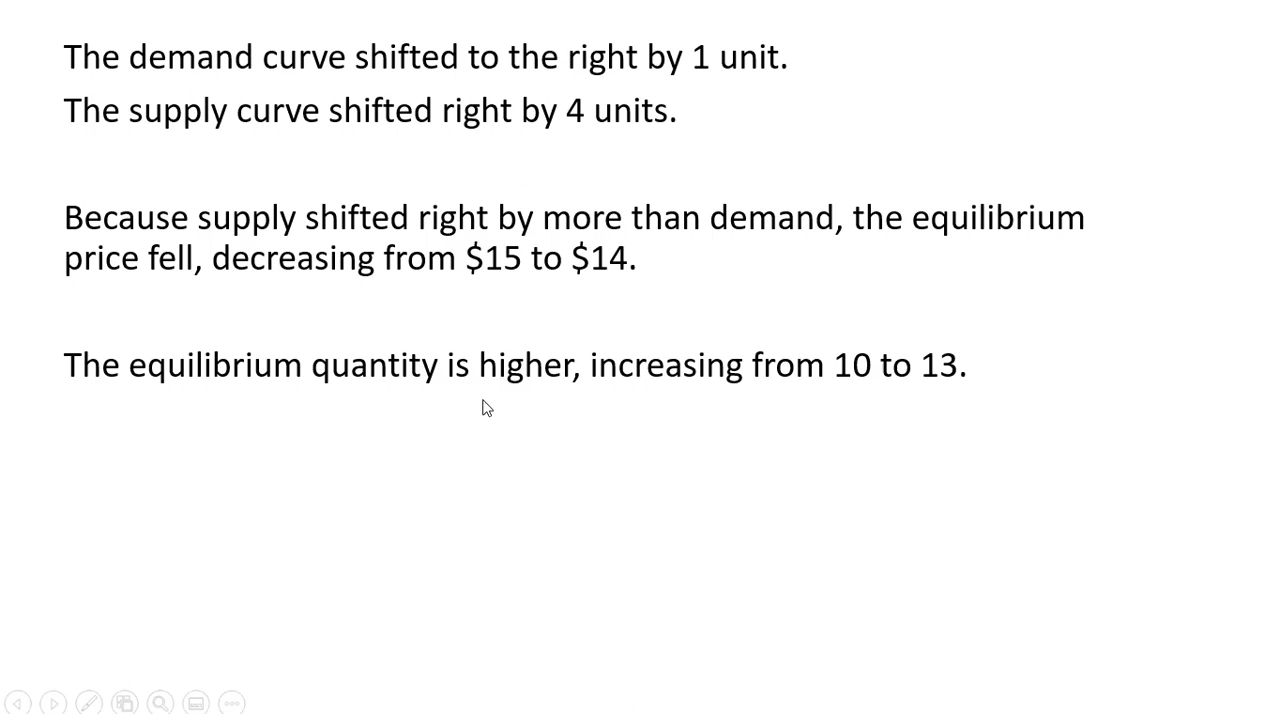 The demand curve shifted to the right by 1 unit.
The supply curve shifted right by 4 units.
Because supply shifted right by more than demand, the equilibrium
price fell, decreasing from $15 to $14.
The equilibrium quantity is higher, increasing from 10 to 13.